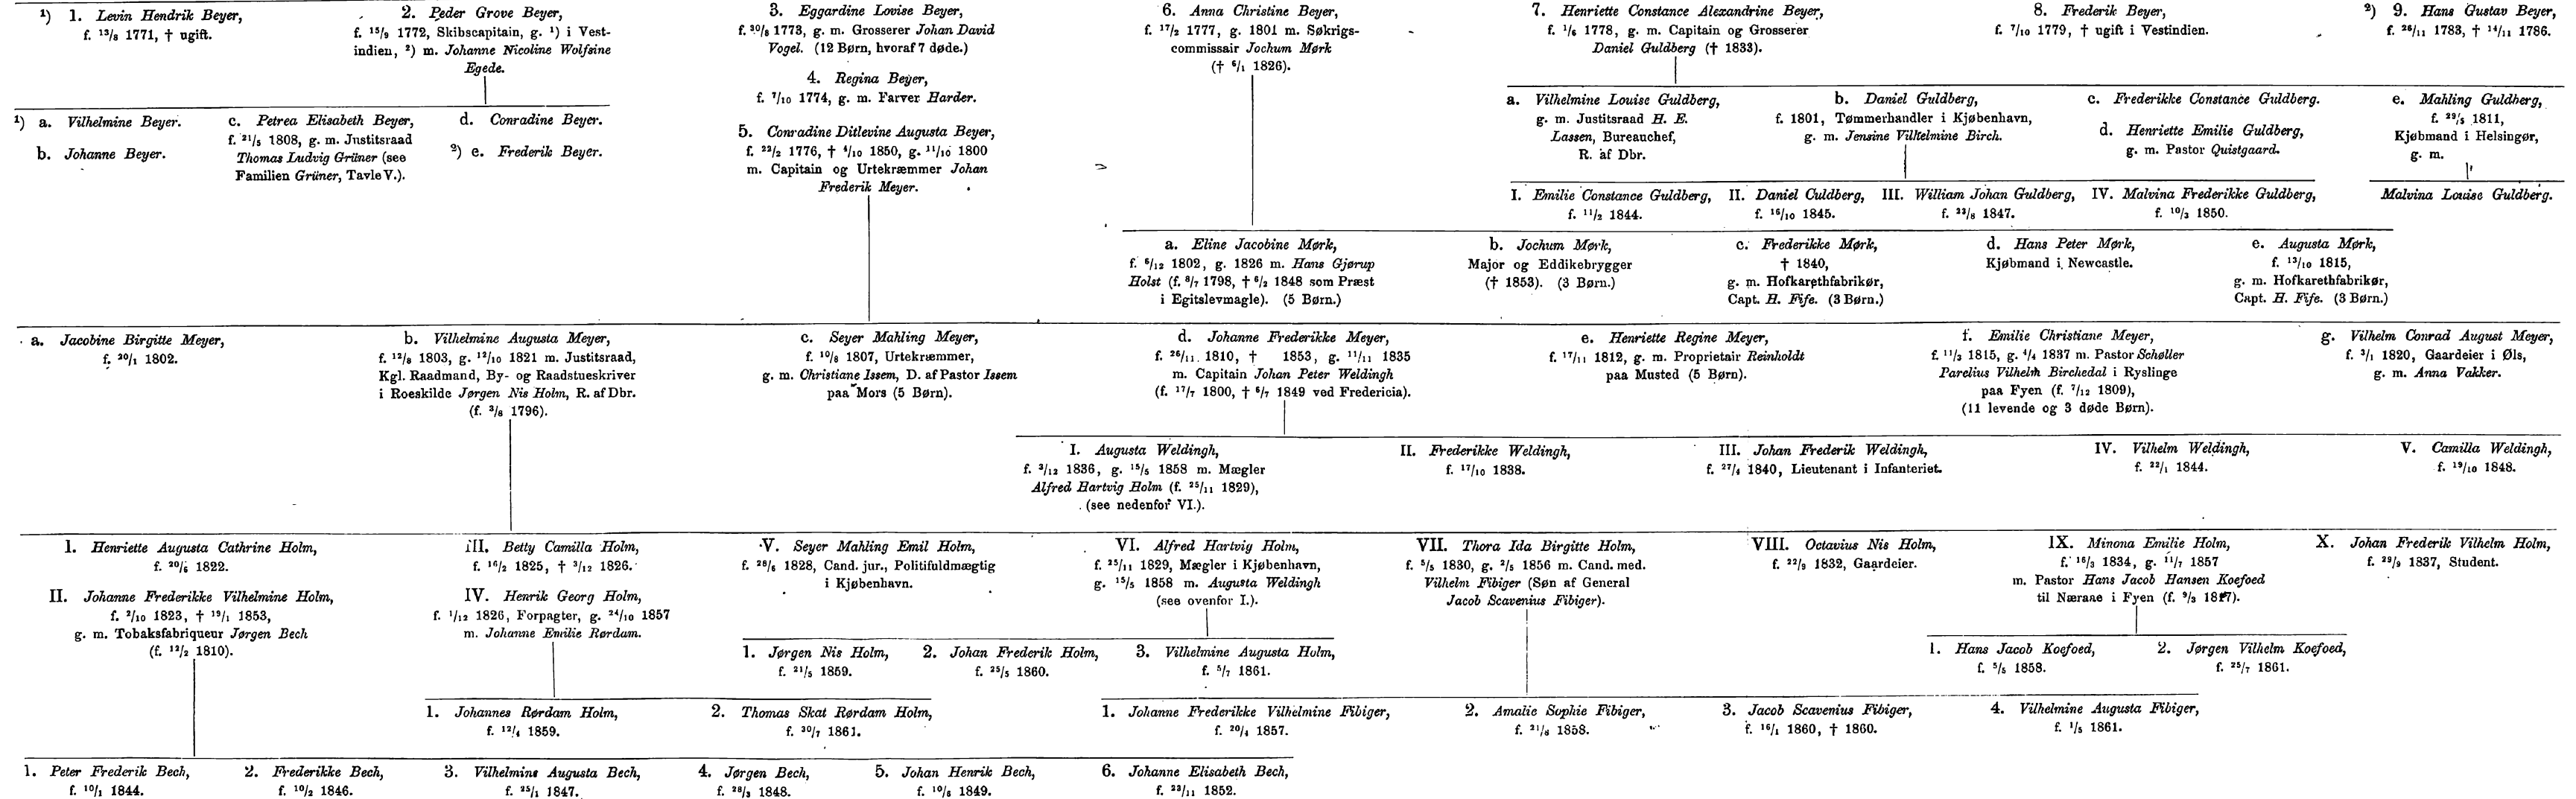 ¹) 1. Levin Hendrik Beyer,
f. 13/8 1771, † ugift.
2. Peder Grove Beyer,
f. 15/9 1772, Skibscapitain, g. ¹) i Vest-
indien, ²) m. Johanne Nicoline Wolfsine
Egede.
3. Eggardine Lovise Beyer,
f. 30/8 1773, g. m. Grosserer Johan David
Vogel. (12 Børn, hvoraf 7 døde.)
4. Regina Beyer,
f. 7/10 1774, g. m. Farver Harder.
5. Conradine Ditlevine Augusta Beyer,
f. 22/2 1776, † 4/10 1850, g. 11/10 1800
m. Capitain og Urtekræmmer Johan
Frederik Meyer.
6. Anna Christine Beyer,
f. 17/2 1777, g. 1801 m. Søkrigs-
commissair Jochum Mørk
(† 6/1 1826).
7. Henriette Constance Alexandrine Beyer,
f. 1/6 1778, g. m. Capitain og Grosserer
Daniel Guldberg († 1833).
8. Frederik Beyer,
f. 7/10 1779, † ugift i Vestindien.
²) 9. Hans Gustav Beyer,
f. 26/11 1783, † 14/11 1786.
¹) a. Vilhelmine Beyer.
b. Johanne Beyer.
c. Petrea Elisabeth Beyer,
f. 21/5 1808, g. m. Justitsraad
Thomas Ludvig Grüner (see
Familien Grüner, Tavle V.).
d. Conradine Beyer.
²) e. Frederik Beyer.
a. Vilhelmine Louise Guldberg,
g. m. Justitsraad H. E.
Lassen, Bureauchef,
R. af Dbr.
b. Daniel Guldberg,
f. 1801, Tømmerhandler i Kjøbenhavn,
g. m. Jensine Vilhelmine Birch.
c. Frederikke Constance Guldberg.
d. Henriette Emilie Guldberg,
g. m. Pastor Quistgaard.
e. Mahling Guldberg,
f. 29/5 1811,
Kjøbmand i Helsingør,
g. m.
I. Emilie Constance Guldberg,
f. 11/2 1844.
II. Daniel Culdberg,
f. 16/10 1845.
III. William Johan Guldberg,
f. 22/8 1847.
IV. Malvina Frederikke Guldberg,
f. 10/3 1850.
Malvina Louise Guldberg.
a. Eline Jacobine Mørk,
f. 6/12 1802, g. 1826 m. Hans Gjørup
Holst (f. 8/7 1798, † 6/2 1848 som Præst
i Egitslevmagle). (5 Børn.)
b. Jochum Mørk,
Major og Eddikebrygger
(† 1853). (3 Børn.)
c. Frederikke Mørk,
† 1840,
g. m. Hofkarethfabrikør,
Capt. H. Fife. (3 Børn.)
d. Hans Peter Mørk,
Kjøbmand i Newcastle.
e. Augusta Mørk,
f. 13/10 1815,
g. m. Hofkarethfabrikør,
Capt. H. Fife. (3 Børn.)
a. Jacobine Birgitte Meyer,
f. 20/1 1802.
b. Vilhelmine Augusta Meyer,
f. 12/8 1803, g. 12/10 1821 m. Justitsraad,
Kgl. Raadmand, By- og Raadstueskriver
i Roeskilde Jørgen Nis Holm, R. af Dbr.
(f. 3/8 1796).
c. Seyer Mahling Meyer,
f. 10/8 1807, Urtekræmmer,
g. m. Christiane Issem, D. af Pastor Issem
paa Mors (5 Børn).
d. Johanne Frederikke Meyer,
f. 26/11 1810, † 1853, g. 11/11 1835
m. Capitain Johan Peter Weldingh
(f. 17/7 1800, † 6/7 1849 ved Fredericia).
e. Henriette Regine Meyer,
f. 17/11 1812, g. m. Proprietair Reinholdt
paa Musted (5 Børn).
f. Emilie Christiane Meyer,
f. 11/3 1815, g. 4/4 1837 m. Pastor Schøller
Parelius Vilhelm Birchedal i Ryslinge
paa Fyen (f. 7/12 1809),
(11 levende og 3 døde Børn).
g. Vilhelm Conrad August Meyer,
f. 3/1 1820, Gaardeier i Øls,
g. m. Anna Vakker.
I. Augusta Weldingh,
f. 3/12 1836, g. 15/5 1858 m. Mægler
Alfred Hartvig Holm (f. 25/11 1829),
(see nedenfor VI.).
II. Frederikke Weldingh,
f. 17/10 1838.
III. Johan Frederik Weldingh,
f. 27/4 1840, Lieutenant i Infanteriet.
IV. Vilhelm Weldingh,
f. 22/1 1844.
V. Camilla Weldingh,
f. 19/10 1848.
I. Henriette Augusta Cathrine Holm,
f. 20/6 1822.
II. Johanne Frederikke Vilhelmine Holm,
f. 2/10 1823, † 19/1 1853,
g. m. Tobaksfabriqueur Jørgen Bech
(f. 12/2 1810).
III. Betty Camilla Holm,
f. 16/2 1825, † 3/12 1826.
IV. Henrik Georg Holm,
f. 1/12 1826, Forpagter, g. 24/10 1857
m. Johanne Emilie Rørdam.
V. Seyer Mahling Emil Holm,
f. 28/6 1828, Cand. jur., Politifuldmægtig
i Kjøbenhavn.
VI. Alfred Hartvig Holm,
f. 25/11 1829, Mægler i Kjøbenhavn,
g. 15/5 1858 m. Augusta Weldingh
(see ovenfor I.).
VII. Thora Ida Birgitte Holm,
f. 5/5 1830, g. 2/5 1856 m. Cand. med.
Vilhelm Fibiger (Søn af General
Jacob Scavenius Fibiger).
VIII. Octavius Nis Holm,
f. 22/9 1832, Gaardeier.
IX. Minona Emilie Holm,
f. 16/3 1834, g. 11/7 1857
m. Pastor Hans Jacob Hansen Koefoed
til Næraae i Fyen (f. 9/3 1817).
X. Johan Frederik Vilhelm Holm,
f. 29/9 1837, Student.
1. Jørgen Nis Holm,
f. 21/5 1859.
2. Johan Frederik Holm,
f. 25/5 1860.
3. Vilhelmine Augusta Holm,
f. 5/7 1861.
1. Hans Jacob Koefoed,
f. 5/5 1858.
2. Jørgen Vilhelm Koefoed,
f. 25/7 1861.
1. Johannes Rørdam Holm,
f. 12/4 1859.
2. Thomas Skat Rørdam Holm,
f. 30/7 1861.
1. Johanne Frederikke Vilhelmine Fibiger,
f. 20/4 1857.
2. Amalie Sophie Fibiger,
f. 21/6 1858.
3. Jacob Scavenius Fibiger,
f. 16/1 1860, † 1860.
4. Vilhelmine Augusta Fibiger,
f. 1/5 1861.
1. Peter Frederik Bech,
f. 10/1 1844.
2. Frederikke Bech,
f. 10/2 1846.
3. Vilhelmine Augusta Bech,
f. 25/1 1847.
4. Jørgen Bech,
f. 28/3 1848.
5. Johan Henrik Bech,
f. 10/6 1849.
6. Johanne Elisabeth Bech,
f. 23/11 1852.